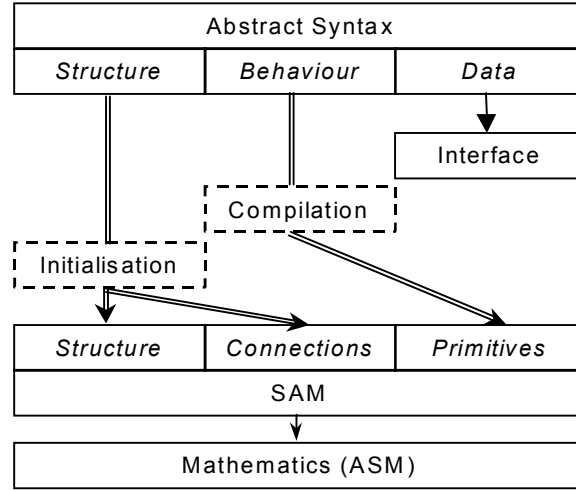 Abstract Syntax
Structure Behaviour Data
Interface
Compilation
Initialisation
Structure Connections Primitives
SAM
Mathematics (ASM)